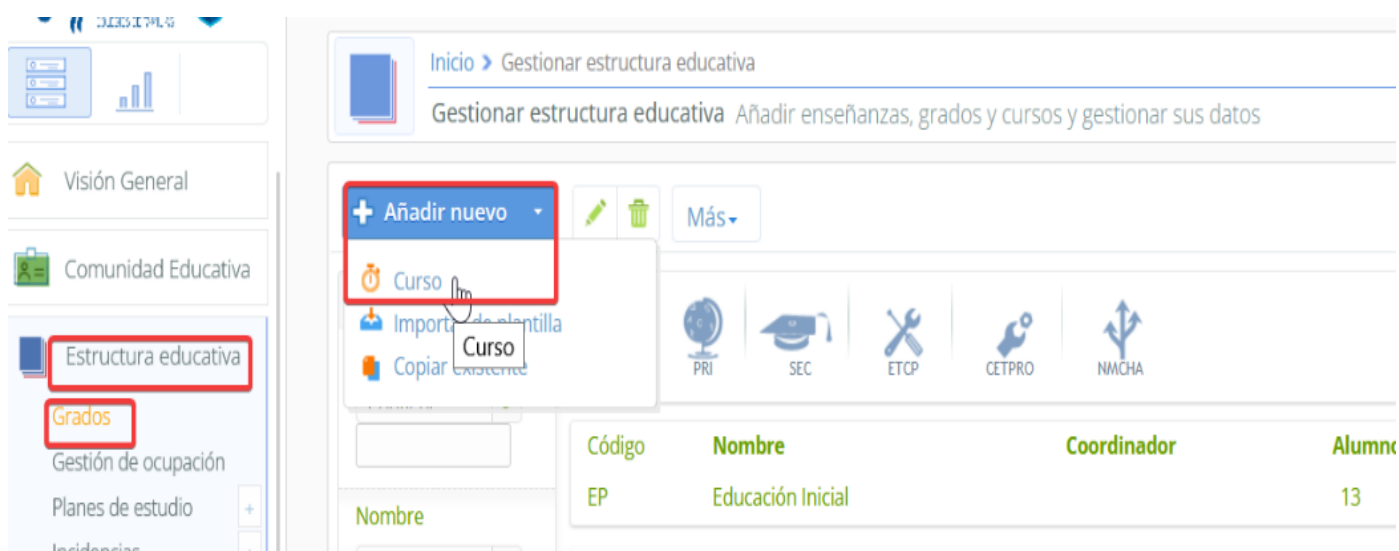 Inicio > Gestionar estructura educativa
Gestionar estructura educativa Añadir enseñanzas, grados y cursos y gestionar sus datos
Visión General
Comunidad Educativa
Estructura educativa
Grados
Gestión de ocupación
Planes de estudio +
Añadir nuevo
Más
Curso
Curso
Copiar
PRI SEC ETCP CETPRO NMCHA
Nombre
Código Nombre Coordinador
EP Educación Inicial 13